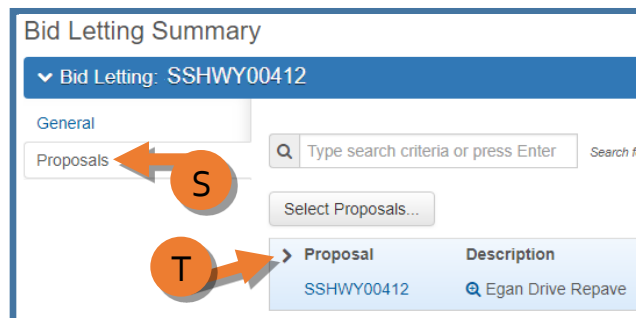 Bid Letting Summary
Bid Letting: SSHWY00412
General
Proposals
S
Type search criteria or press Enter Search f
Select Proposals...
T
Proposal Description
SSHWY00412 Egan Drive Repave